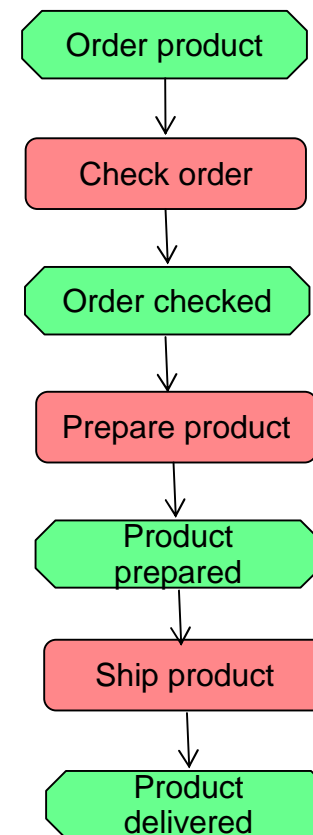 Order product
Check order
Order checked
Prepare product
Product
prepared
Ship product
Product
delivered